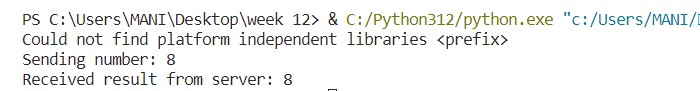 PS C:\Users\MANI\Desktop\week 12> & C:/Python312/python.exe "c:/Users/MANI/
Could not find platform independent libraries <prefix>
Sending number: 8
Received result from server: 8